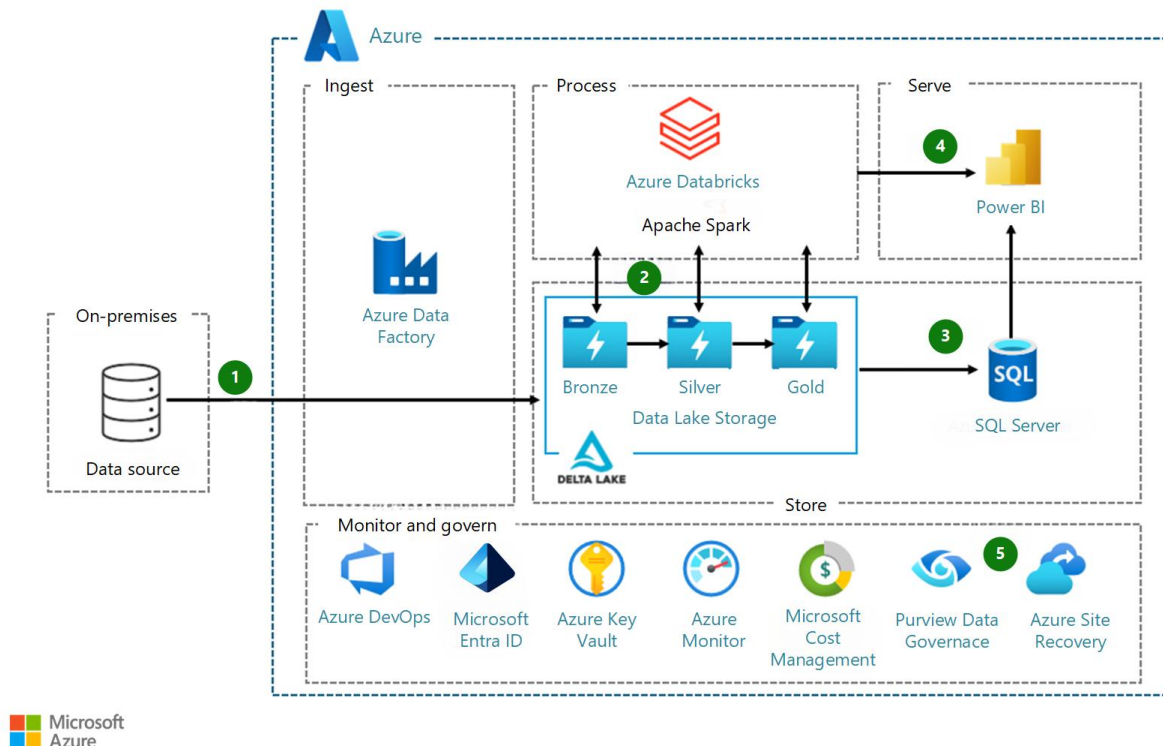 Azure
Ingest
Process
Serve
Azure Databricks
Apache Spark
4
Power BI
Azure Data
Factory
On-premises
Data source
1
2
Bronze
Silver
Gold
Data Lake Storage
DELTA LAKE
3
SQL
SQL Server
Store
Monitor and govern
Azure DevOps
Microsoft
Entra ID
Azure Key
Vault
Azure
Monitor
$
Microsoft
Cost
Management
Purview Data
Governace
5
Azure Site
Recovery
Microsoft
Azure